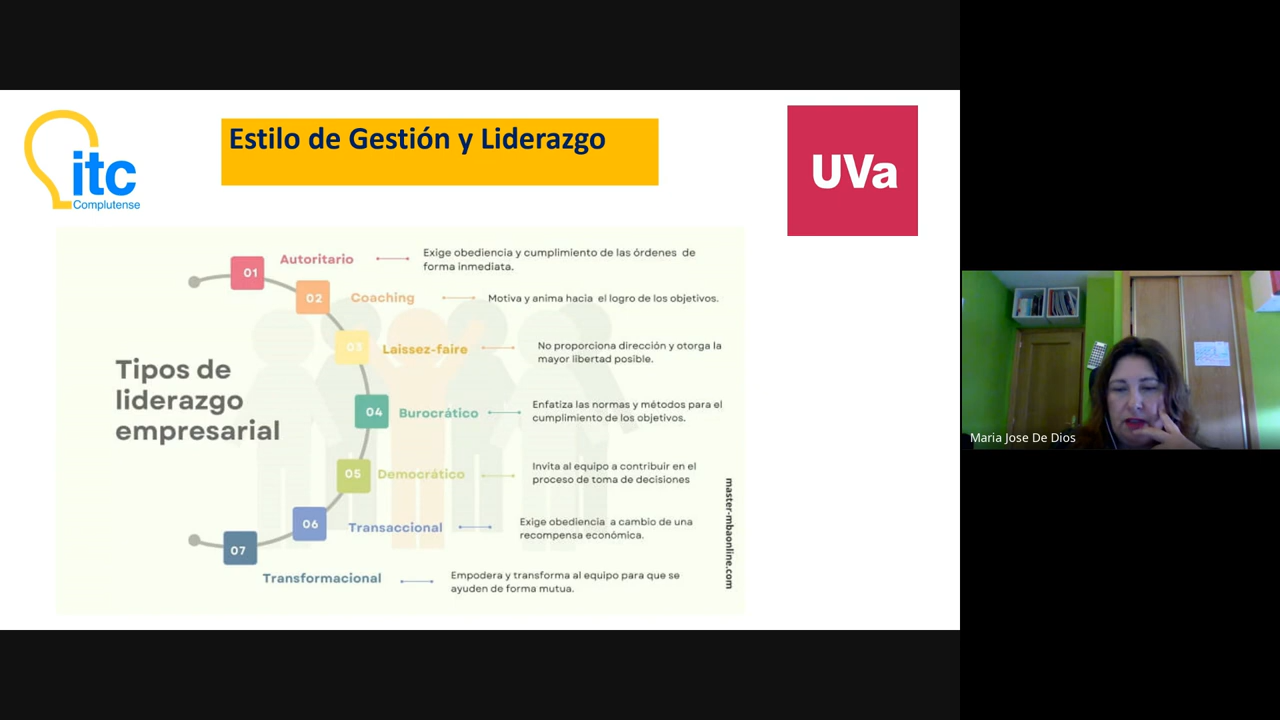 itc
Complutense
Estilo de Gestión y Liderazgo
UVa
Tipos de
liderazgo
empresarial
01
Autoritario
Exige obediencia y cumplimiento de las órdenes de
forma inmediata.
02
Coaching
Motiva y anima hacia el logro de los objetivos.
03
Laissez-faire
No proporciona dirección y otorga la
mayor libertad posible.
04
Burocrático
Enfatiza las normas y métodos para el
cumplimiento de los objetivos.
05
Democrático
Invita al equipo a contribuir en el
proceso de toma de decisiones
06
Transaccional
Exige obediencia a cambio de una
recompensa económica.
07
Transformacional
Empodera y transforma al equipo para que se
ayuden de forma mutua.
master-mbaonline.com
Maria Jose De Dios